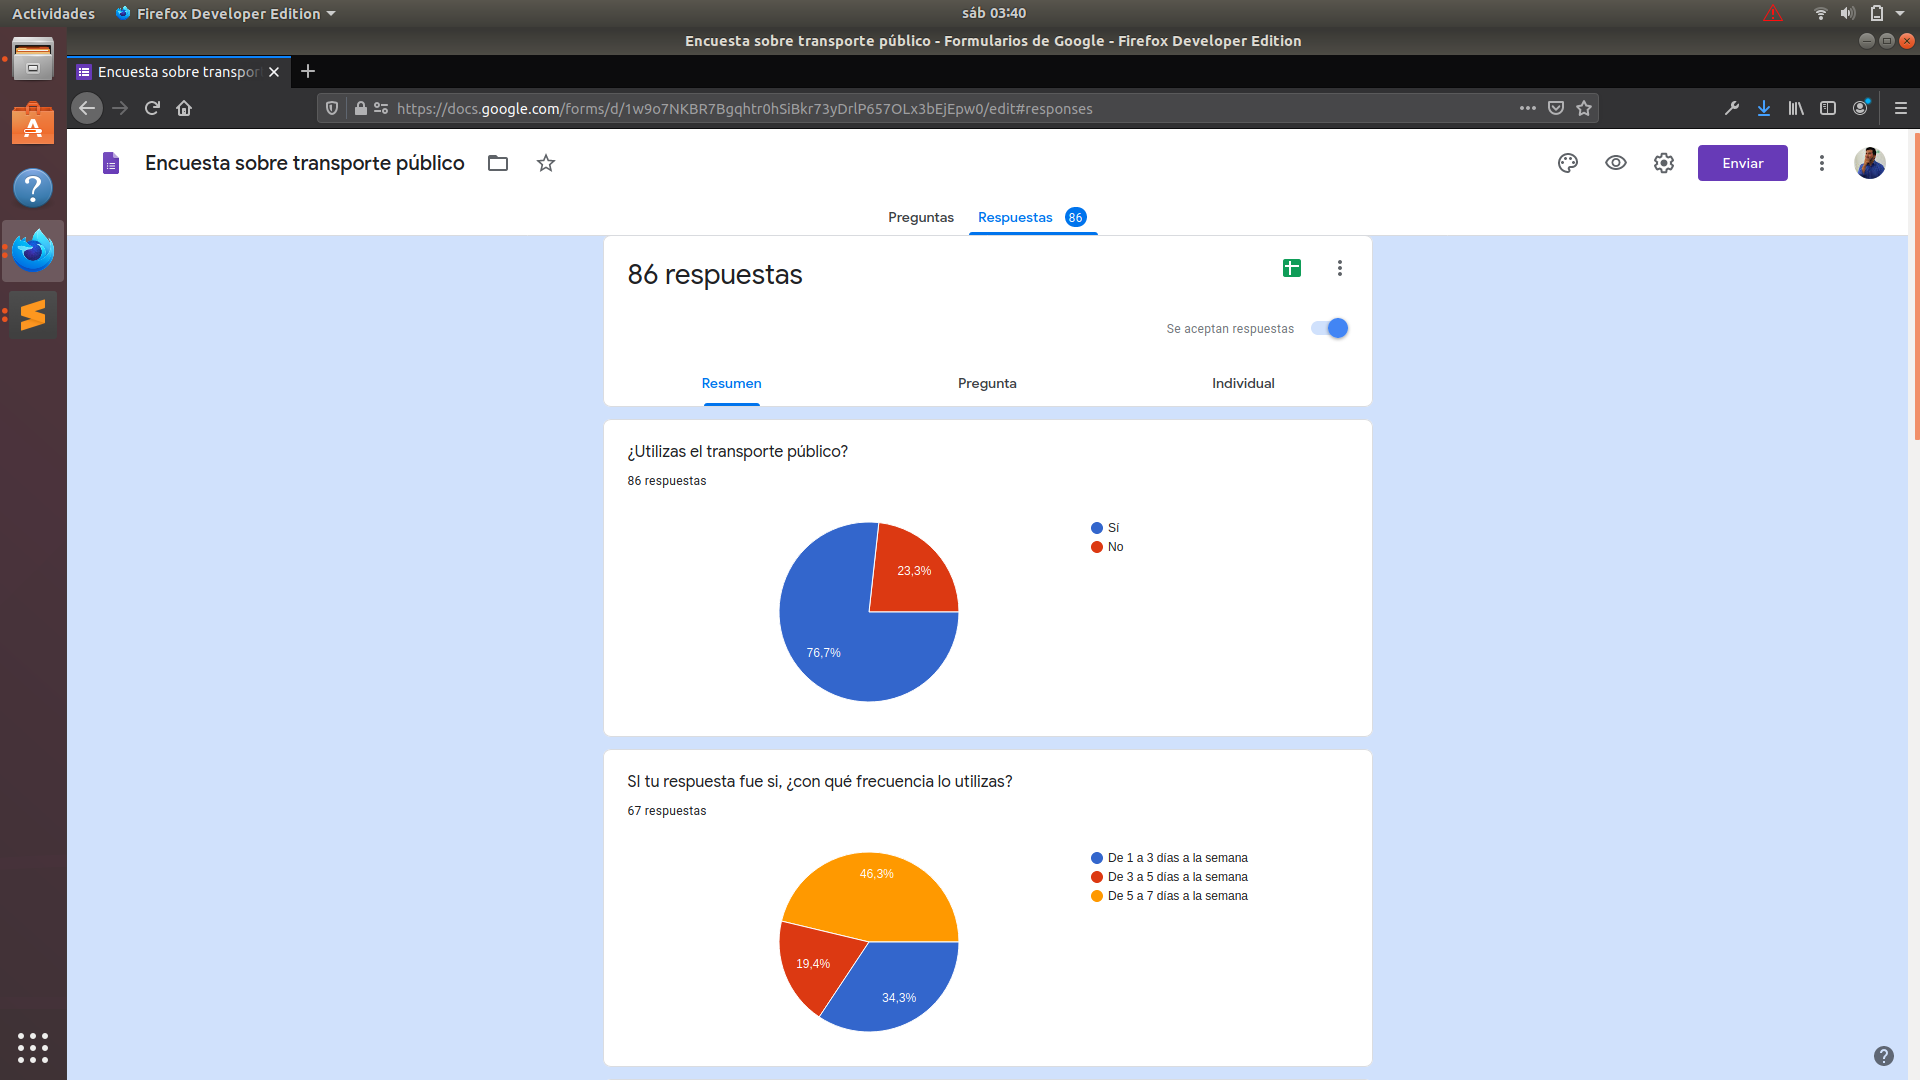 Actividades
Firefox Developer Edition
sáb 03:40
Encuesta sobre transporte público - Formularios de Google - Firefox Developer Edition
Encuesta sobre transpor
https://docs.google.com/forms/d/1w9o7NKBR7Bgqhtr0hSiBkr73yDrlP657OLx3bEjEpw0/edit#responses
Encuesta sobre transporte público
Enviar
Preguntas
Respuestas 86
86 respuestas
Se aceptan respuestas
Resumen
Pregunta
Individual
¿Utilizas el transporte público?
86 respuestas
Sí
No
23,3%
76,7%
SI tu respuesta fue si, ¿con qué frecuencia lo utilizas?
67 respuestas
De 1 a 3 días a la semana
De 3 a 5 días a la semana
De 5 a 7 días a la semana
46,3%
19,4%
34,3%